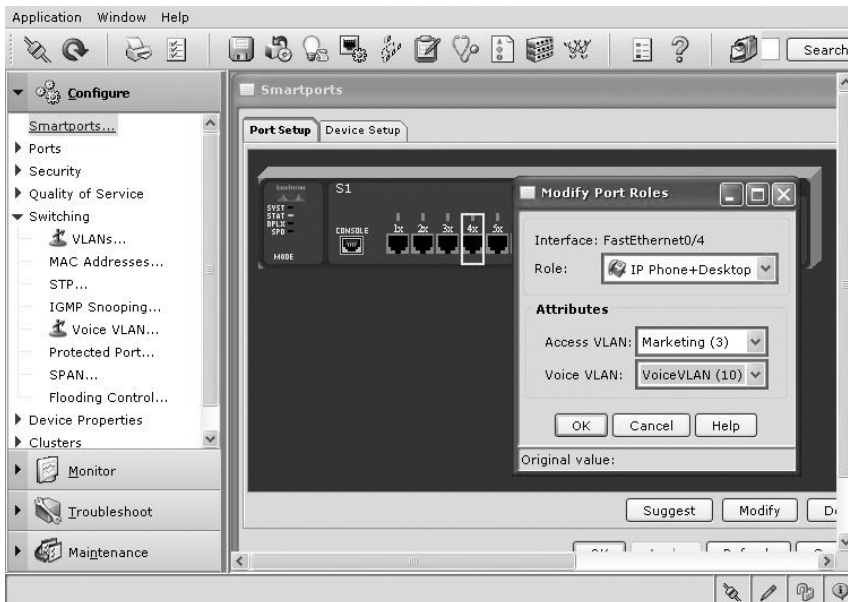 Application Window Help
Search
Configure
Smartports...
Ports
Security
Quality of Service
Switching
VLANs...
MAC Addresses...
STP...
IGMP Snooping...
Voice VLAN...
Protected Port...
SPAN...
Flooding Control...
Device Properties
Clusters
Monitor
Troubleshoot
Maintenance
Smartports
Port Setup Device Setup
S1
SYST
STAT
DPLX
SPD
MODE
CONSOLE
1x 2x 3x 4x 5x
Modify Port Roles
Interface: FastEthernet0/4
Role: IP Phone+Desktop
Attributes
Access VLAN: Marketing (3)
Voice VLAN: VoiceVLAN (10)
OK Cancel Help
Original value:
Suggest Modify